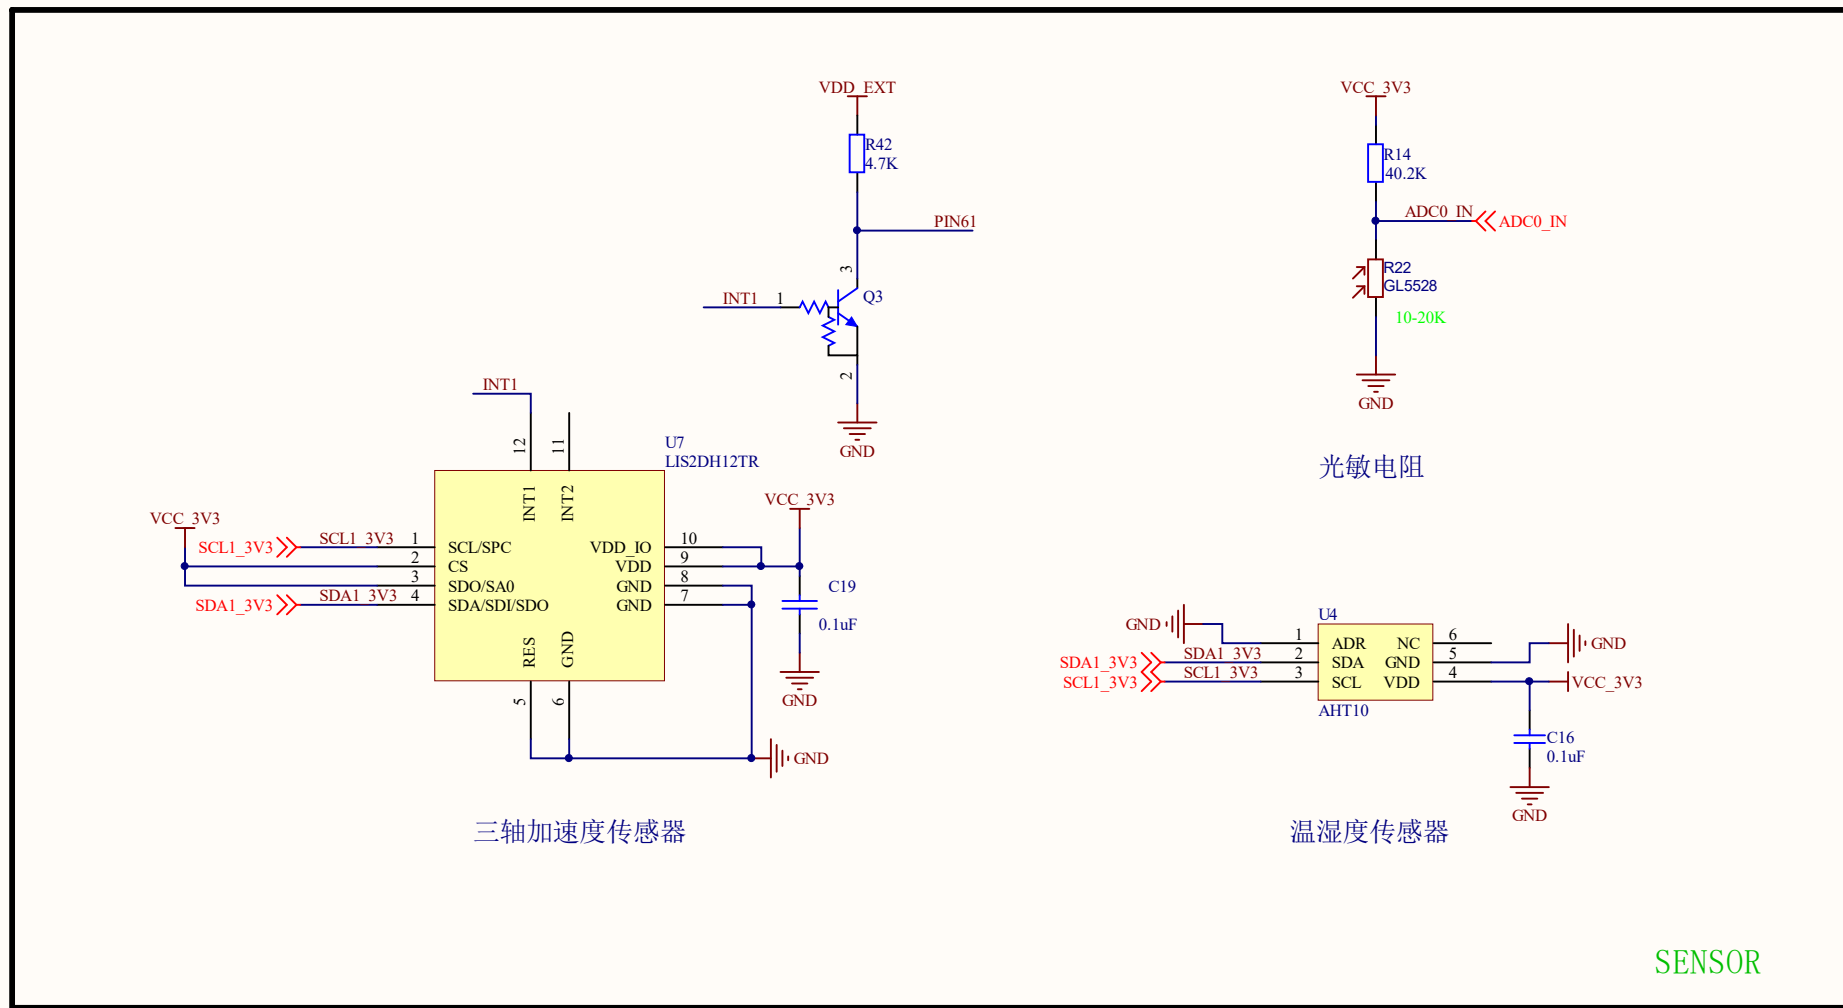 VDD_EXT
R42
4.7K
PIN61
3
INT1
1
Q3
2
GND
VCC_3V3
R14
40.2K
ADC0_IN
ADC0_IN
R22
GL5528
10-20K
GND
光敏电阻
INT1
12
11
U7
LIS2DH12TR
INT1
INT2
VCC_3V3
SCL1_3V3
SCL1_3V3
1
SCL/SPC
2
CS
3
SDO/SA0
SDA1_3V3
SDA1_3V3
4
SDA/SDI/SDO
VDD_IO
10
VDD
9
GND
8
GND
7
RES
GND
5
6
VCC_3V3
C19
0.1uF
GND
GND
三轴加速度传感器
U4
GND
1
ADR
SDA1_3V3
SDA1_3V3
2
SDA
SCL1_3V3
SCL1_3V3
3
SCL
NC
6
GND
5
GND
VDD
4
VCC_3V3
AHT10
C16
0.1uF
GND
温湿度传感器
SENSOR